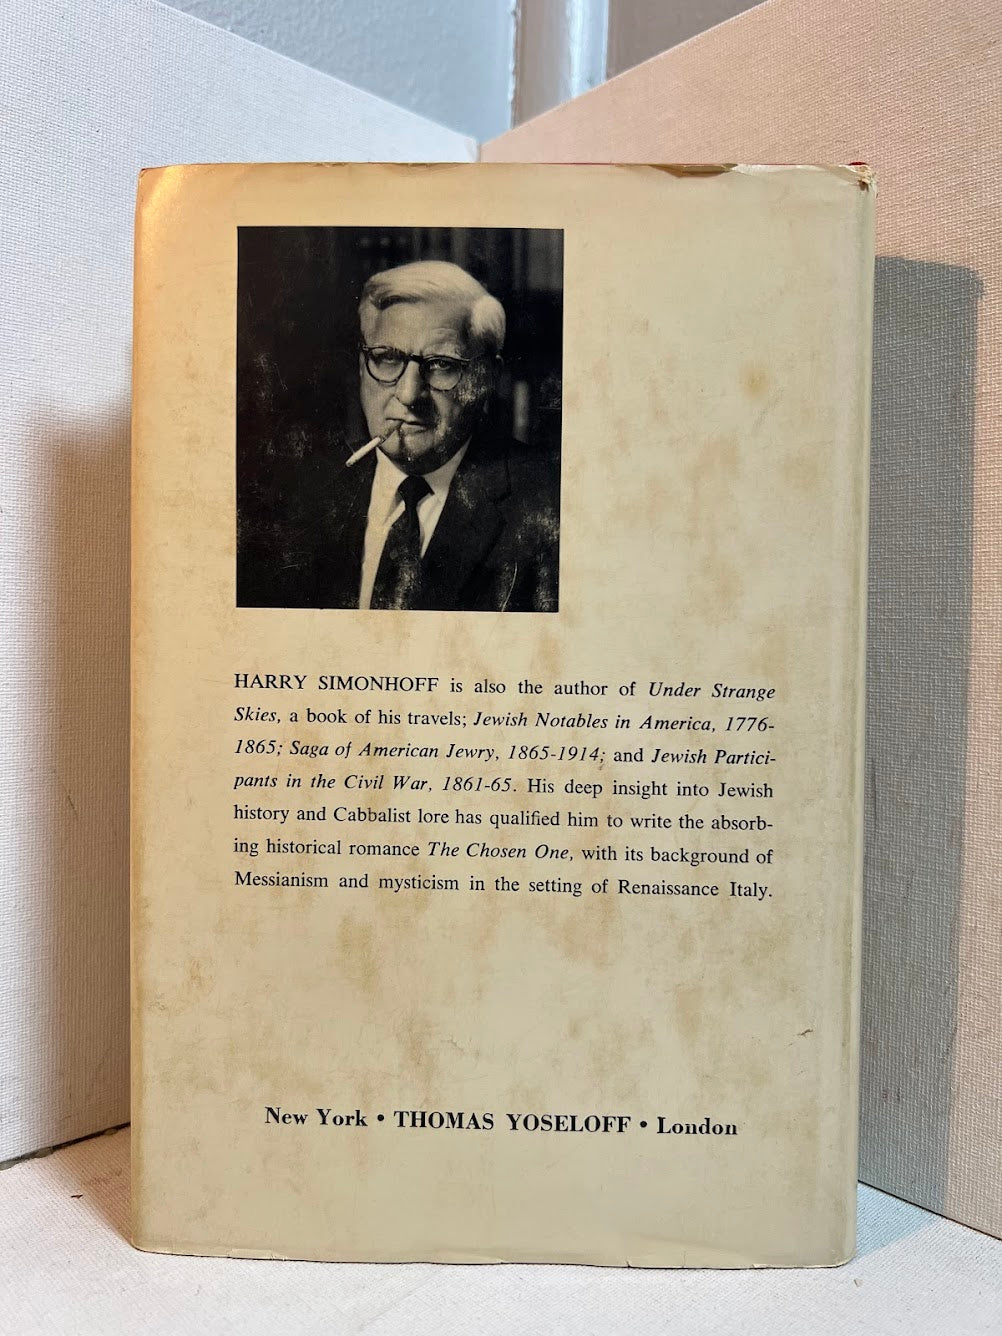 HARRY SIMONHOFF is also the author of Under Strange
Skies, a book of his travels; Jewish Notables in America, 1776-
1865; Saga of American Jewry, 1865-1914; and Jewish Partici-
pants in the Civil War, 1861-65. His deep insight into Jewish
history and Cabbalist lore has qualified him to write the absorb-
ing historical romance The Chosen One, with its background of
Messianism and mysticism in the setting of Renaissance Italy.
New York • THOMAS YOSELOFF • London